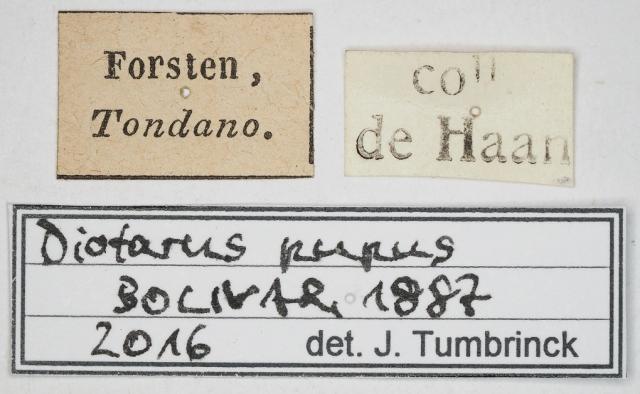 Forsten,
Tondano.
coll
de Haan
Diotarus pupus
BOLIVAR, 1887
2016 det. J. Tumbrinck